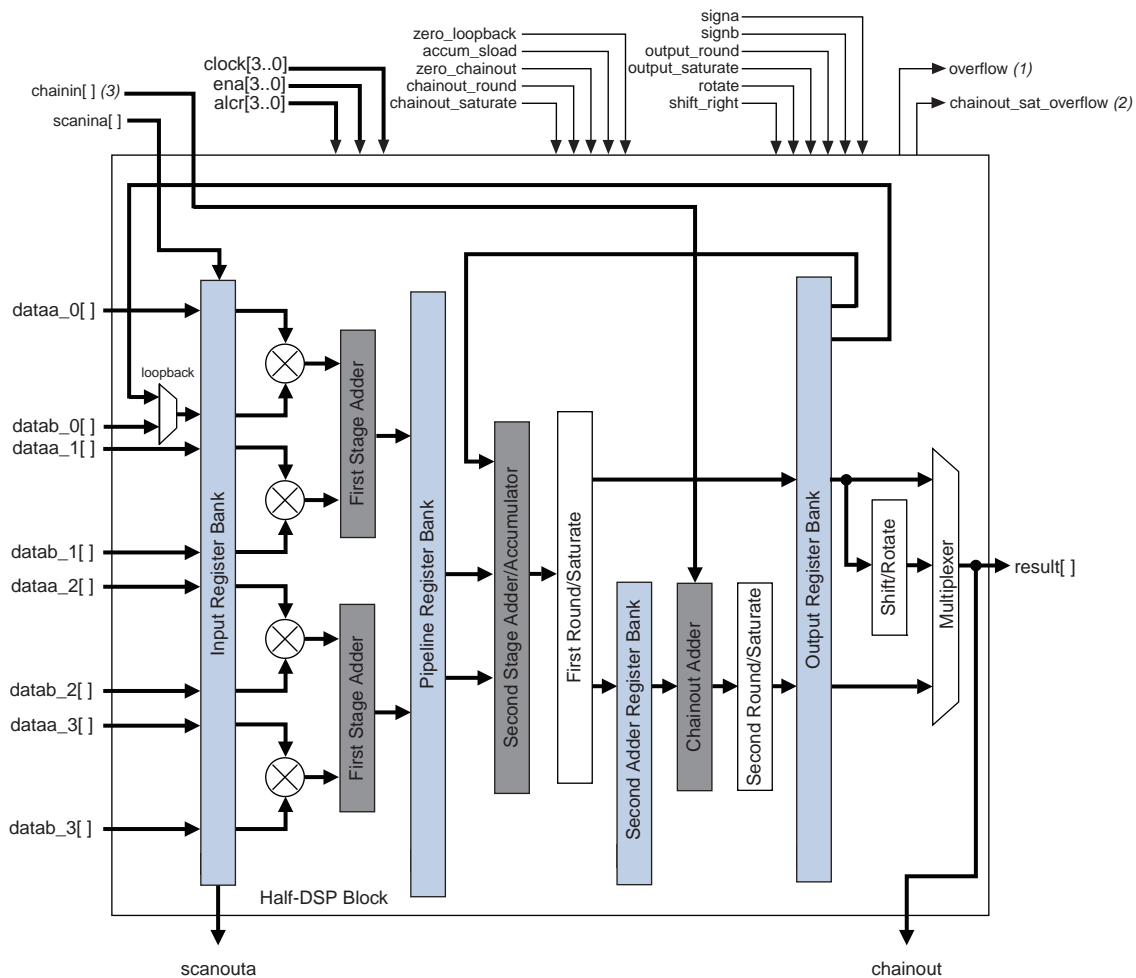 signa
signb
output_round
output_saturate
rotate
shift_right
zero_loopback
accum_sload
zero_chainout
chainout_round
chainout_saturate
clock[3..0]
ena[3..0]
alcr[3..0]
overflow (1)
chainout_sat_overflow (2)
chainin[ ] (3)
scanina[ ]
dataa_0[ ]
loopback
datab_0[ ]
dataa_1[ ]
datab_1[ ]
dataa_2[ ]
datab_2[ ]
dataa_3[ ]
datab_3[ ]
Input Register Bank
First Stage Adder
First Stage Adder
Pipeline Register Bank
Second Stage Adder/Accumulator
First Round/Saturate
Second Adder Register Bank
Chainout Adder
Second Round/Saturate
Output Register Bank
Shift/Rotate
Multiplexer
result[ ]
Half-DSP Block
scanouta
chainout